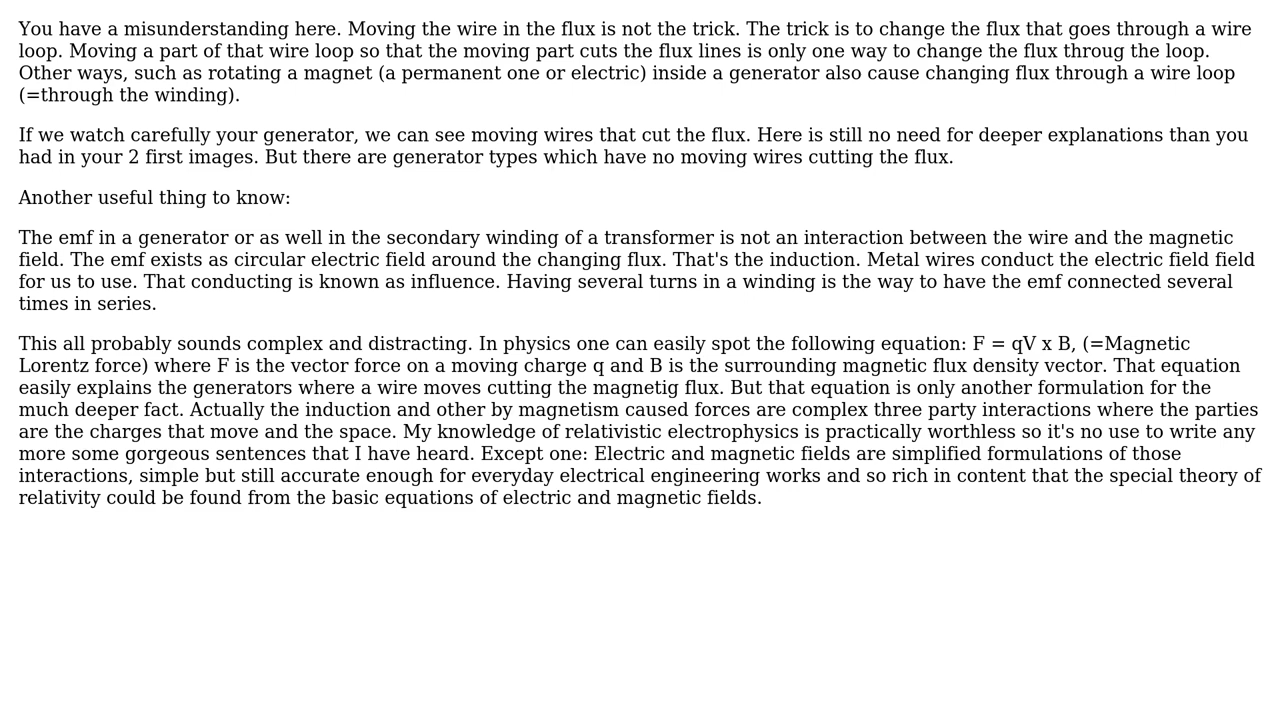 You have a misunderstanding here. Moving the wire in the flux is not the trick. The trick is to change the flux that goes through a wire
loop. Moving a part of that wire loop so that the moving part cuts the flux lines is only one way to change the flux throug the loop.
Other ways, such as rotating a magnet (a permanent one or electric) inside a generator also cause changing flux through a wire loop
(=through the winding).
If we watch carefully your generator, we can see moving wires that cut the flux. Here is still no need for deeper explanations than you
had in your 2 first images. But there are generator types which have no moving wires cutting the flux.
Another useful thing to know:
The emf in a generator or as well in the secondary winding of a transformer is not an interaction between the wire and the magnetic
field. The emf exists as circular electric field around the changing flux. That's the induction. Metal wires conduct the electric field field
for us to use. That conducting is known as influence. Having several turns in a winding is the way to have the emf connected several
times in series.
This all probably sounds complex and distracting. In physics one can easily spot the following equation: F = qV x B, (=Magnetic
Lorentz force) where F is the vector force on a moving charge q and B is the surrounding magnetic flux density vector. That equation
easily explains the generators where a wire moves cutting the magnetig flux. But that equation is only another formulation for the
much deeper fact. Actually the induction and other by magnetism caused forces are complex three party interactions where the parties
are the charges that move and the space. My knowledge of relativistic electrophysics is practically worthless so it's no use to write any
more some gorgeous sentences that I have heard. Except one: Electric and magnetic fields are simplified formulations of those
interactions, simple but still accurate enough for everyday electrical engineering works and so rich in content that the special theory of
relativity could be found from the basic equations of electric and magnetic fields.